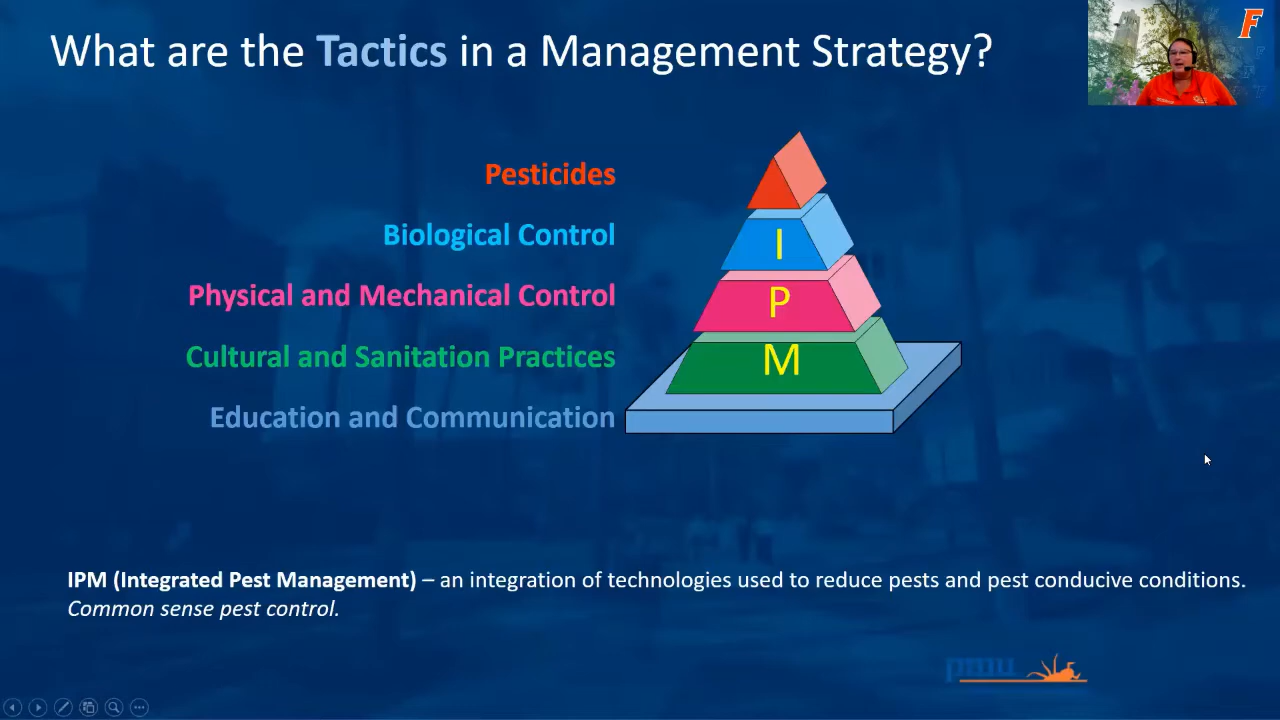 What are the Tactics in a Management Strategy?
F
Pesticides
Biological Control
I
Physical and Mechanical Control
P
Cultural and Sanitation Practices
M
Education and Communication
IPM (Integrated Pest Management) – an integration of technologies used to reduce pests and pest conducive conditions.
Common sense pest control.
pmu